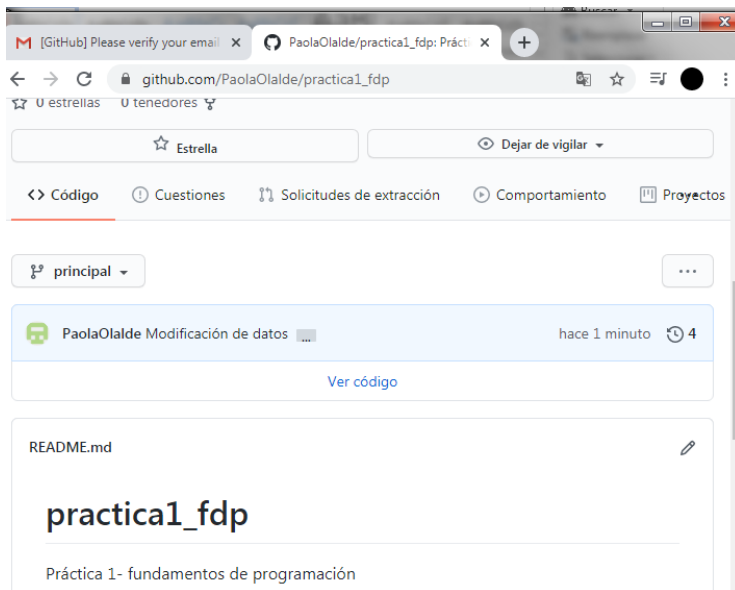 [GitHub] Please verify your email
PaolaOlalde/practica1_fdp: Prácti
github.com/PaolaOlalde/practica1_fdp
0 estrellas 0 tenedores
Estrella
Dejar de vigilar
<> Código
Cuestiones
Solicitudes de extracción
Comportamiento
Proyectos
principal
...
PaolaOlalde Modificación de datos ...
hace 1 minuto
4
Ver código
README.md
practica1_fdp
Práctica 1- fundamentos de programación